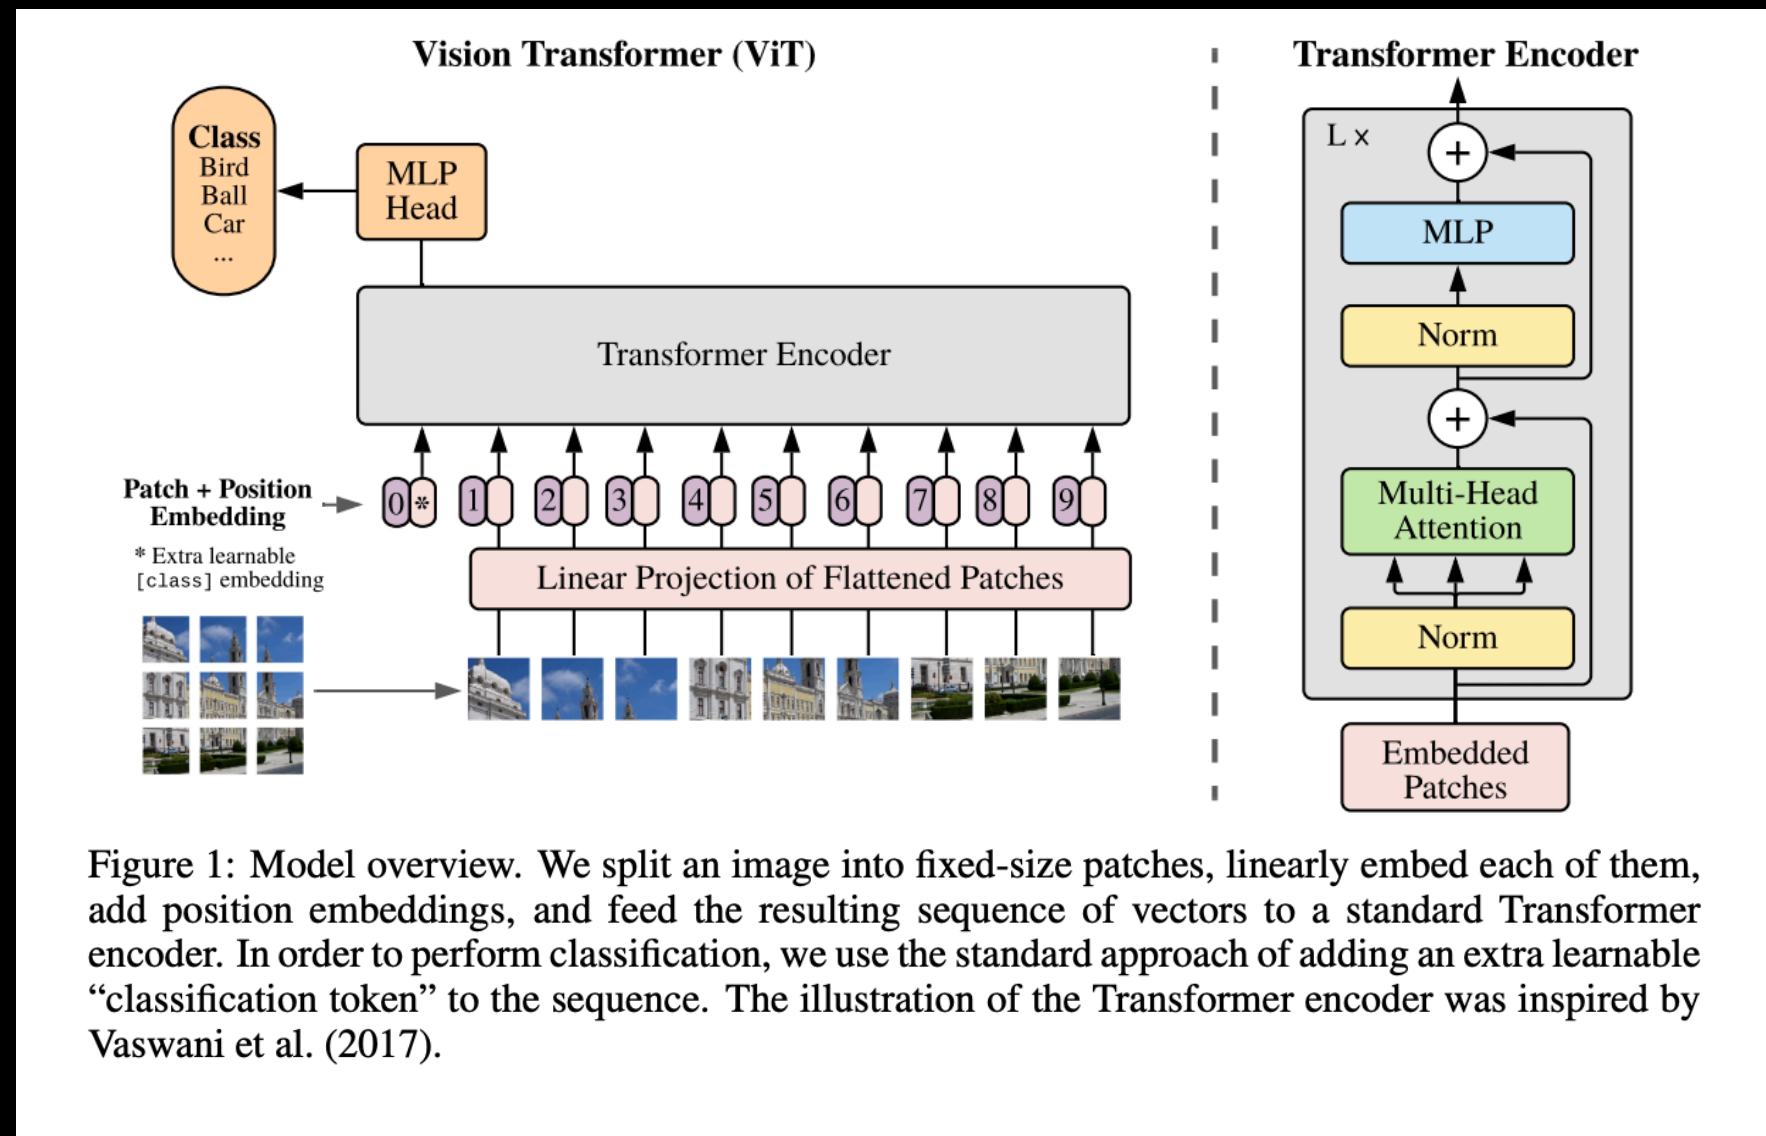 Vision Transformer (ViT)
Class
Bird
Ball
Car
...
MLP
Head
Transformer Encoder
Patch + Position
Embedding
* Extra learnable
[class] embedding
0 * 1 2 3 4 5 6 7 8 9
Linear Projection of Flattened Patches
Transformer Encoder
L x
+
MLP
Norm
+
Multi-Head
Attention
Norm
Embedded
Patches
Figure 1: Model overview. We split an image into fixed-size patches, linearly embed each of them,
add position embeddings, and feed the resulting sequence of vectors to a standard Transformer
encoder. In order to perform classification, we use the standard approach of adding an extra learnable
“classification token” to the sequence. The illustration of the Transformer encoder was inspired by
Vaswani et al. (2017).